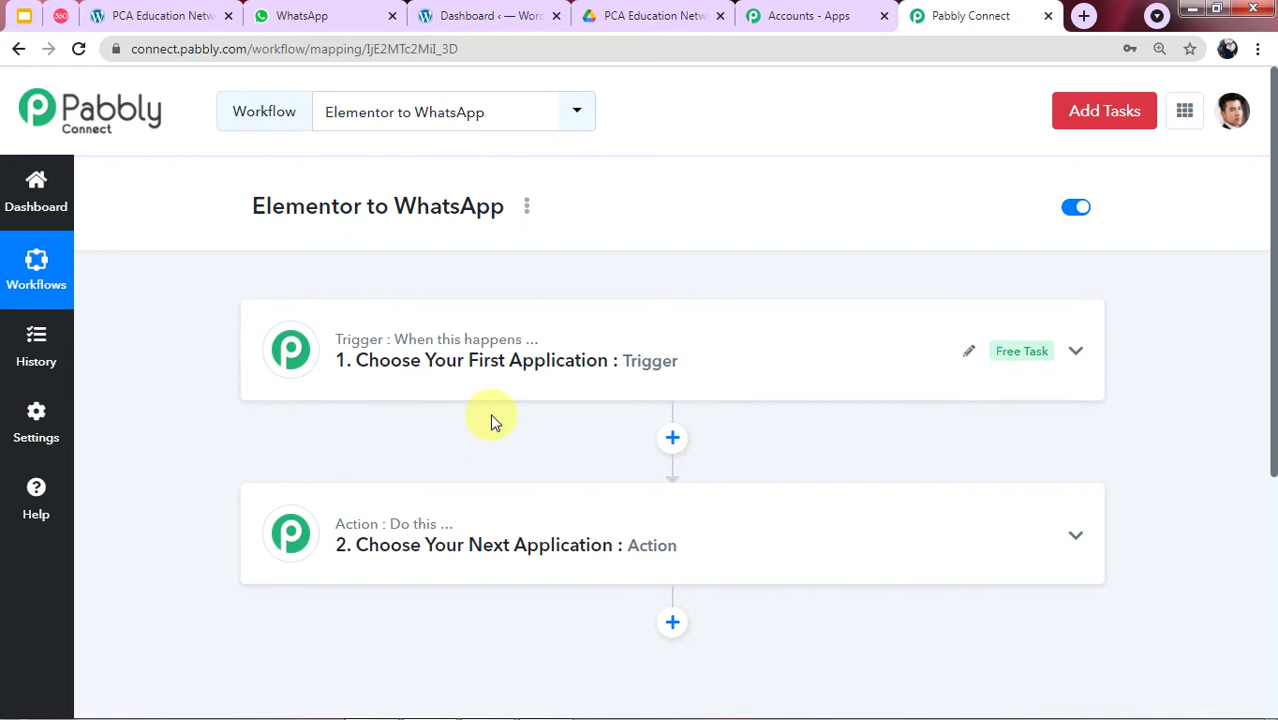 PCA Education Netw
WhatsApp
Dashboard ‹ — Worc
PCA Education Netw
Accounts - Apps
Pabbly Connect
connect.pabbly.com/workflow/mapping/IjE2MTc2MiI_3D
Pabbly
Connect
Workflow
Elementor to WhatsApp
Add Tasks
Dashboard
Workflows
History
Settings
Help
Elementor to WhatsApp
Trigger : When this happens ...
1. Choose Your First Application : Trigger
Free Task
Action : Do this ...
2. Choose Your Next Application : Action